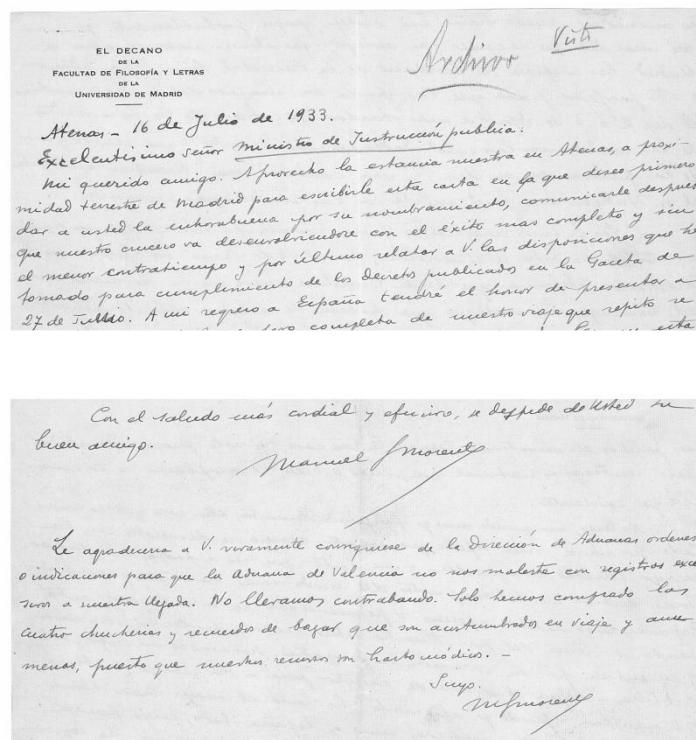 EL DECANO
DE LA
FACULTAD DE FILOSOFÍA Y LETRAS
DE LA
UNIVERSIDAD DE MADRID
Archivo
Visto
Atenas - 16 de Julio de 1933.
Excelentísimo Señor Ministro de Instrucción publica:
Mi querido amigo. Aprovecho la estancia nuestra en Atenas, a proxi-
midad terrestre de Madrid para escribirle esta carta en la que deseo primero
dar a usted la enhorabuena por su nombramiento, comunicarle despues
que nuestro crucero va desenvolviendose con el éxito mas completo y sin
el menor contratiempo y por último relatar a V. las disposiciones que he
tomado para cumplimiento de los decretos publicados en la Gaceta de
27 de Junio. A mi regreso a España tendré el honor de presentar a
completa de nuestro viaje que repito se
esta
Con el saludo más cordial y efusivo, se despide de Usted su
buen amigo.
Manuel G Morente
Le agradeceria a V. vivamente consiguiese de la Dirección de Aduanas ordenes
o indicaciones para que la Aduana de Valencia no nos moleste con registros exce
sivos a nuestra llegada. No llevamos contrabando. Solo hemos comprado las
cuatro chucherias y recuerdos de bazar que son acostumbrados en viaje y aun
menos, puesto que nuestros recursos son harto módicos. -
Suyo.
M G Morente